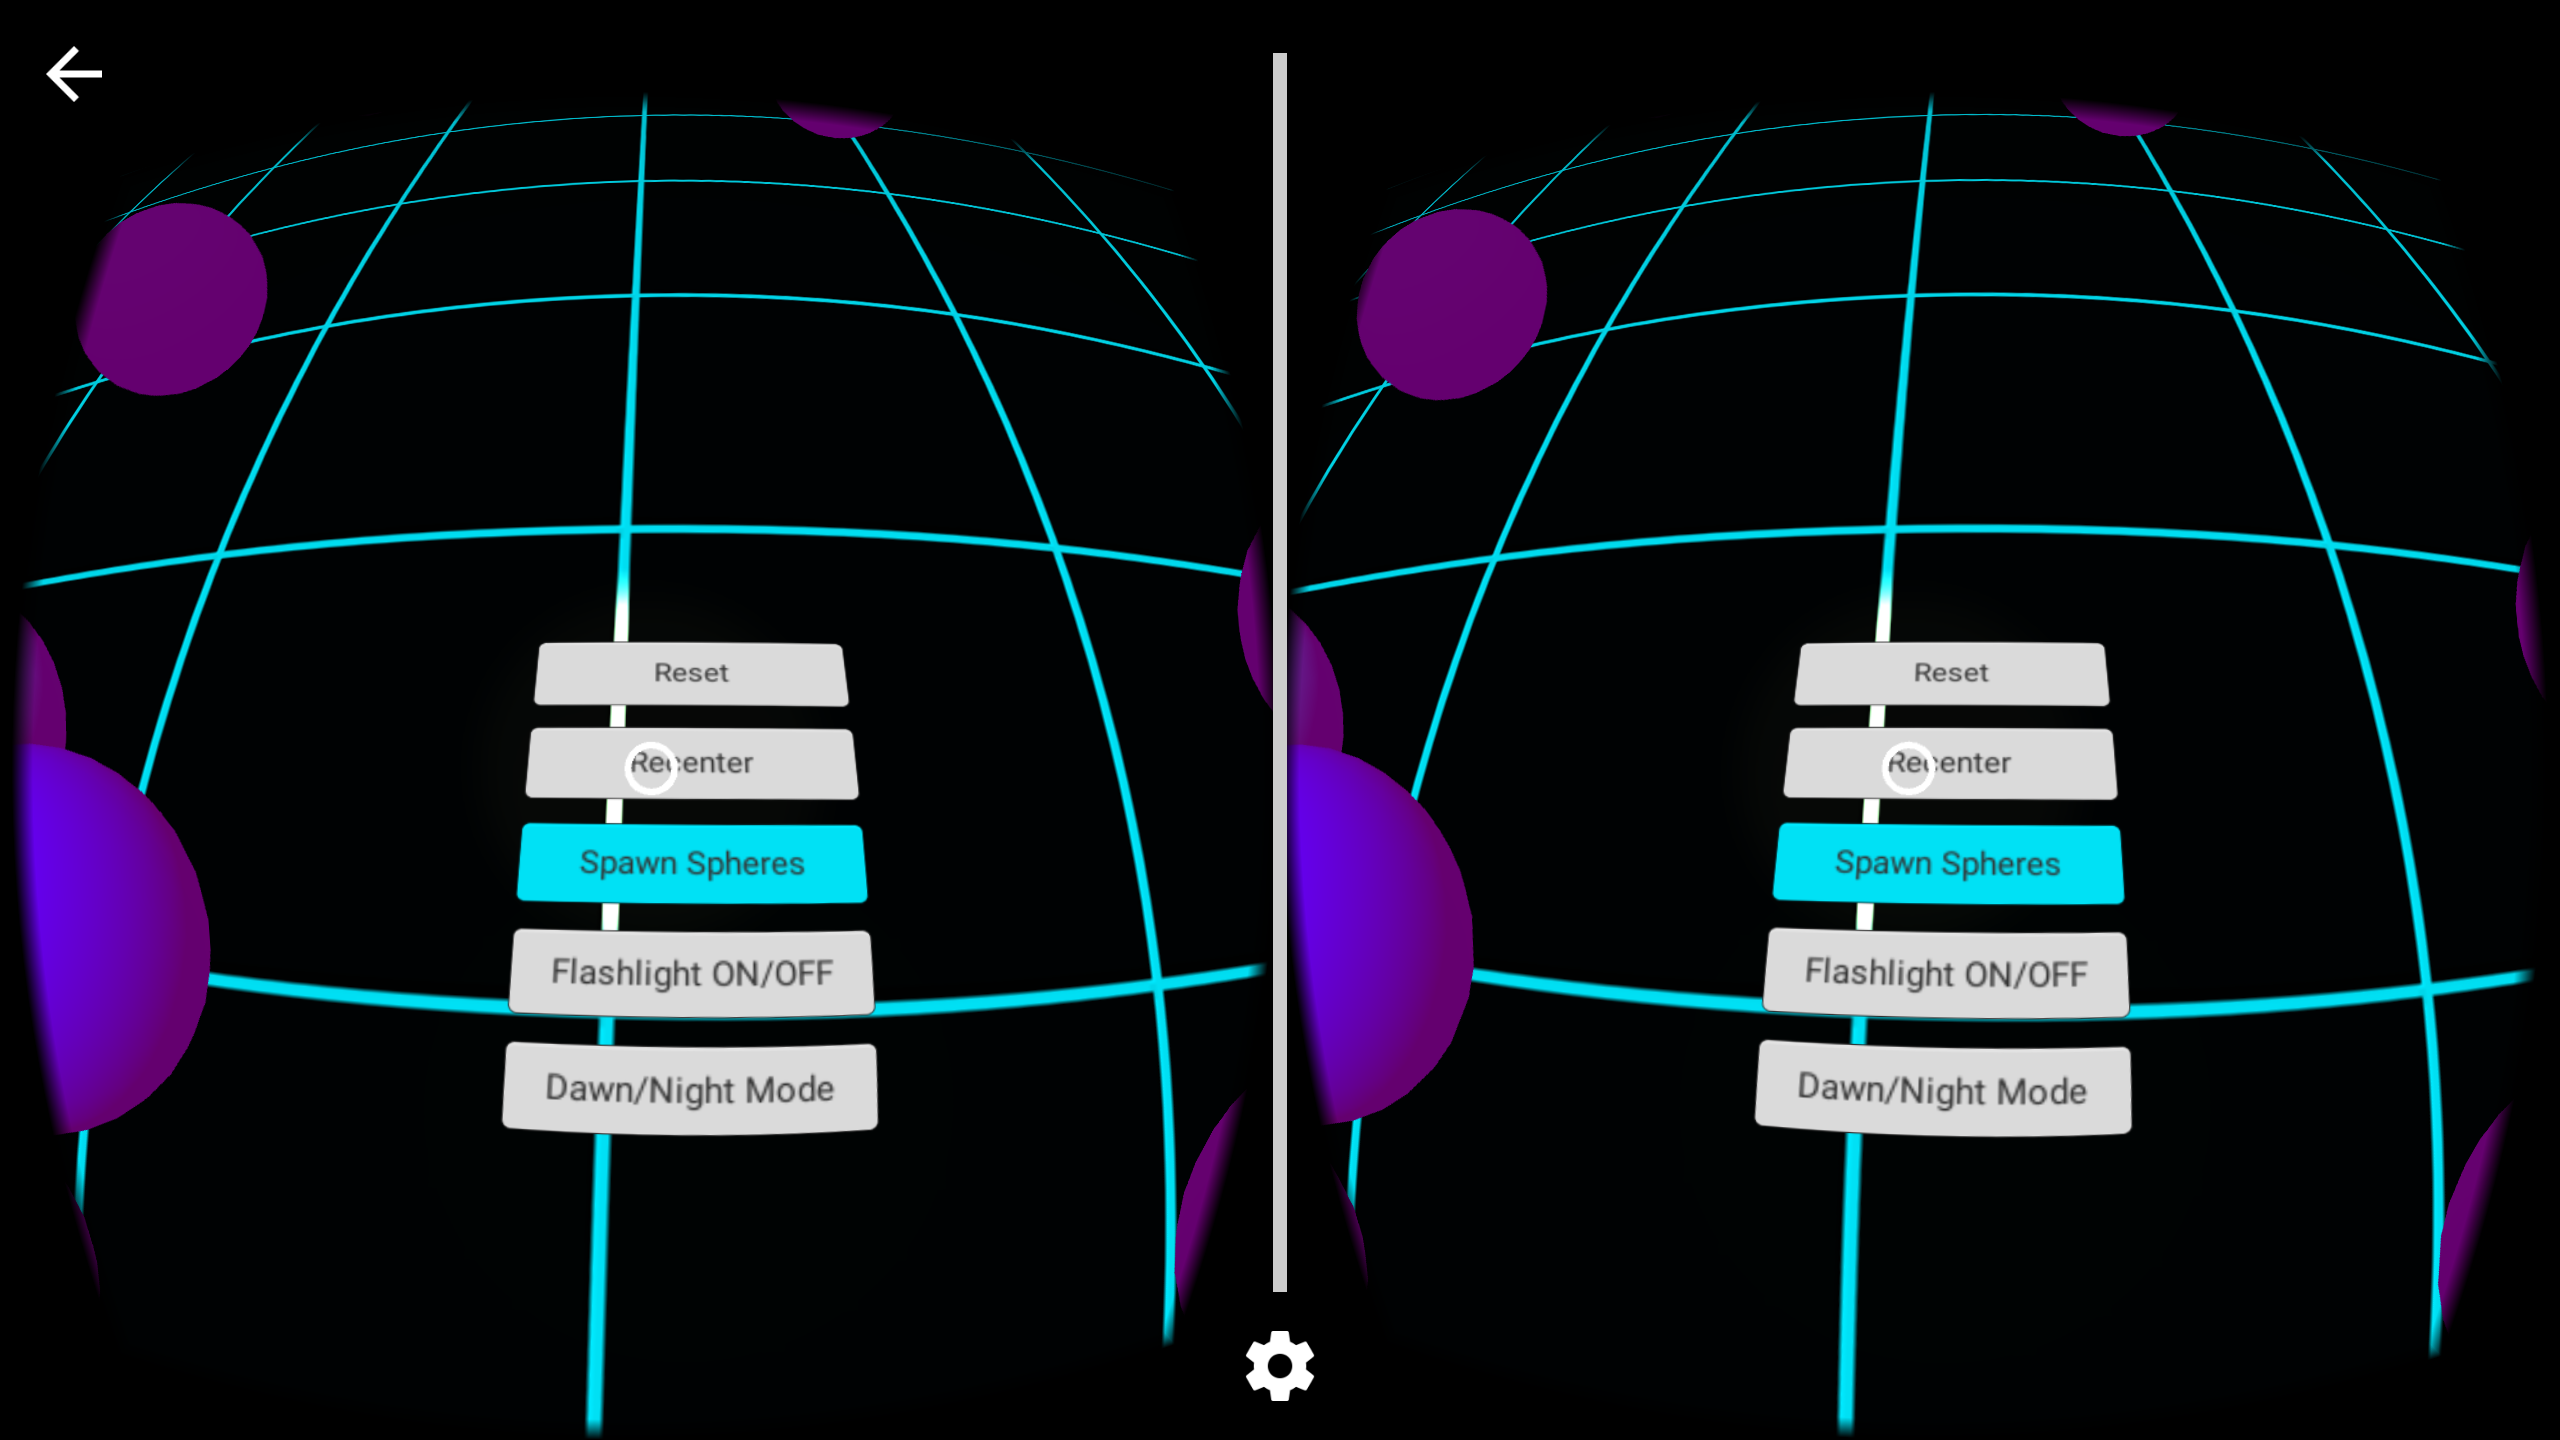 Reset
Recenter
Spawn Spheres
Flashlight ON/OFF
Dawn/Night Mode
Reset
Recenter
Spawn Spheres
Flashlight ON/OFF
Dawn/Night Mode